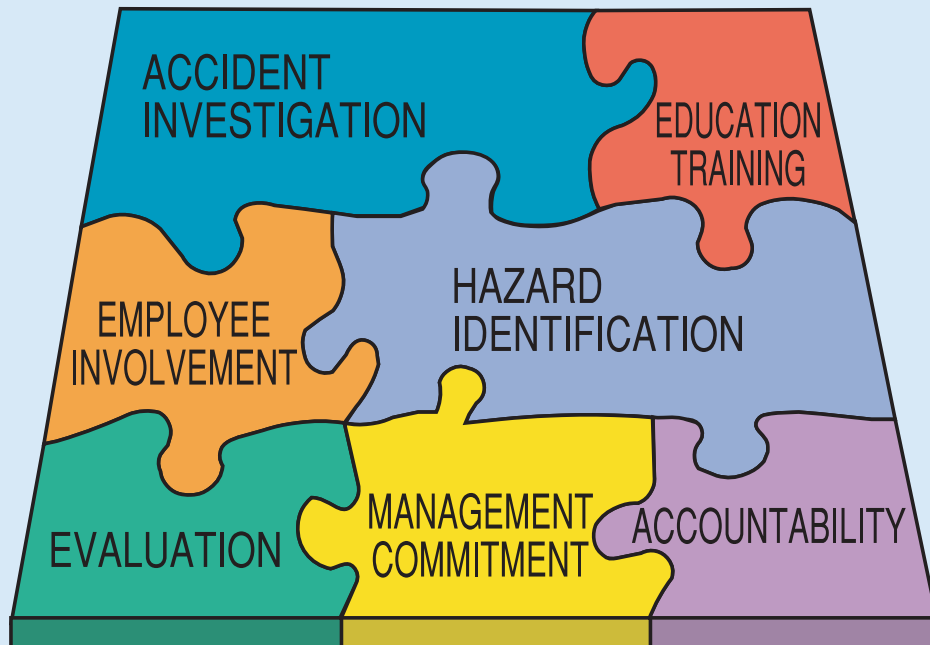 ACCIDENT
INVESTIGATION
EDUCATION
TRAINING
EMPLOYEE
INVOLVEMENT
HAZARD
IDENTIFICATION
EVALUATION
MANAGEMENT
COMMITMENT
ACCOUNTABILITY